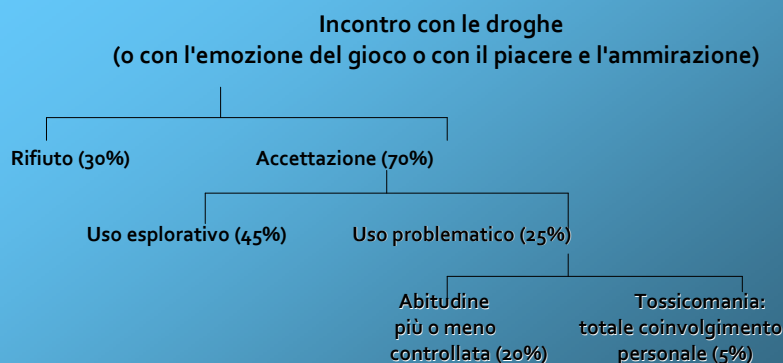 Incontro con le droghe
(o con l'emozione del gioco o con il piacere e l'ammirazione)
Rifiuto (30%)
Accettazione (70%)
Uso esplorativo (45%)
Uso problematico (25%)
Abitudine
più o meno
controllata (20%)
Tossicomania:
totale coinvolgimento
personale (5%)